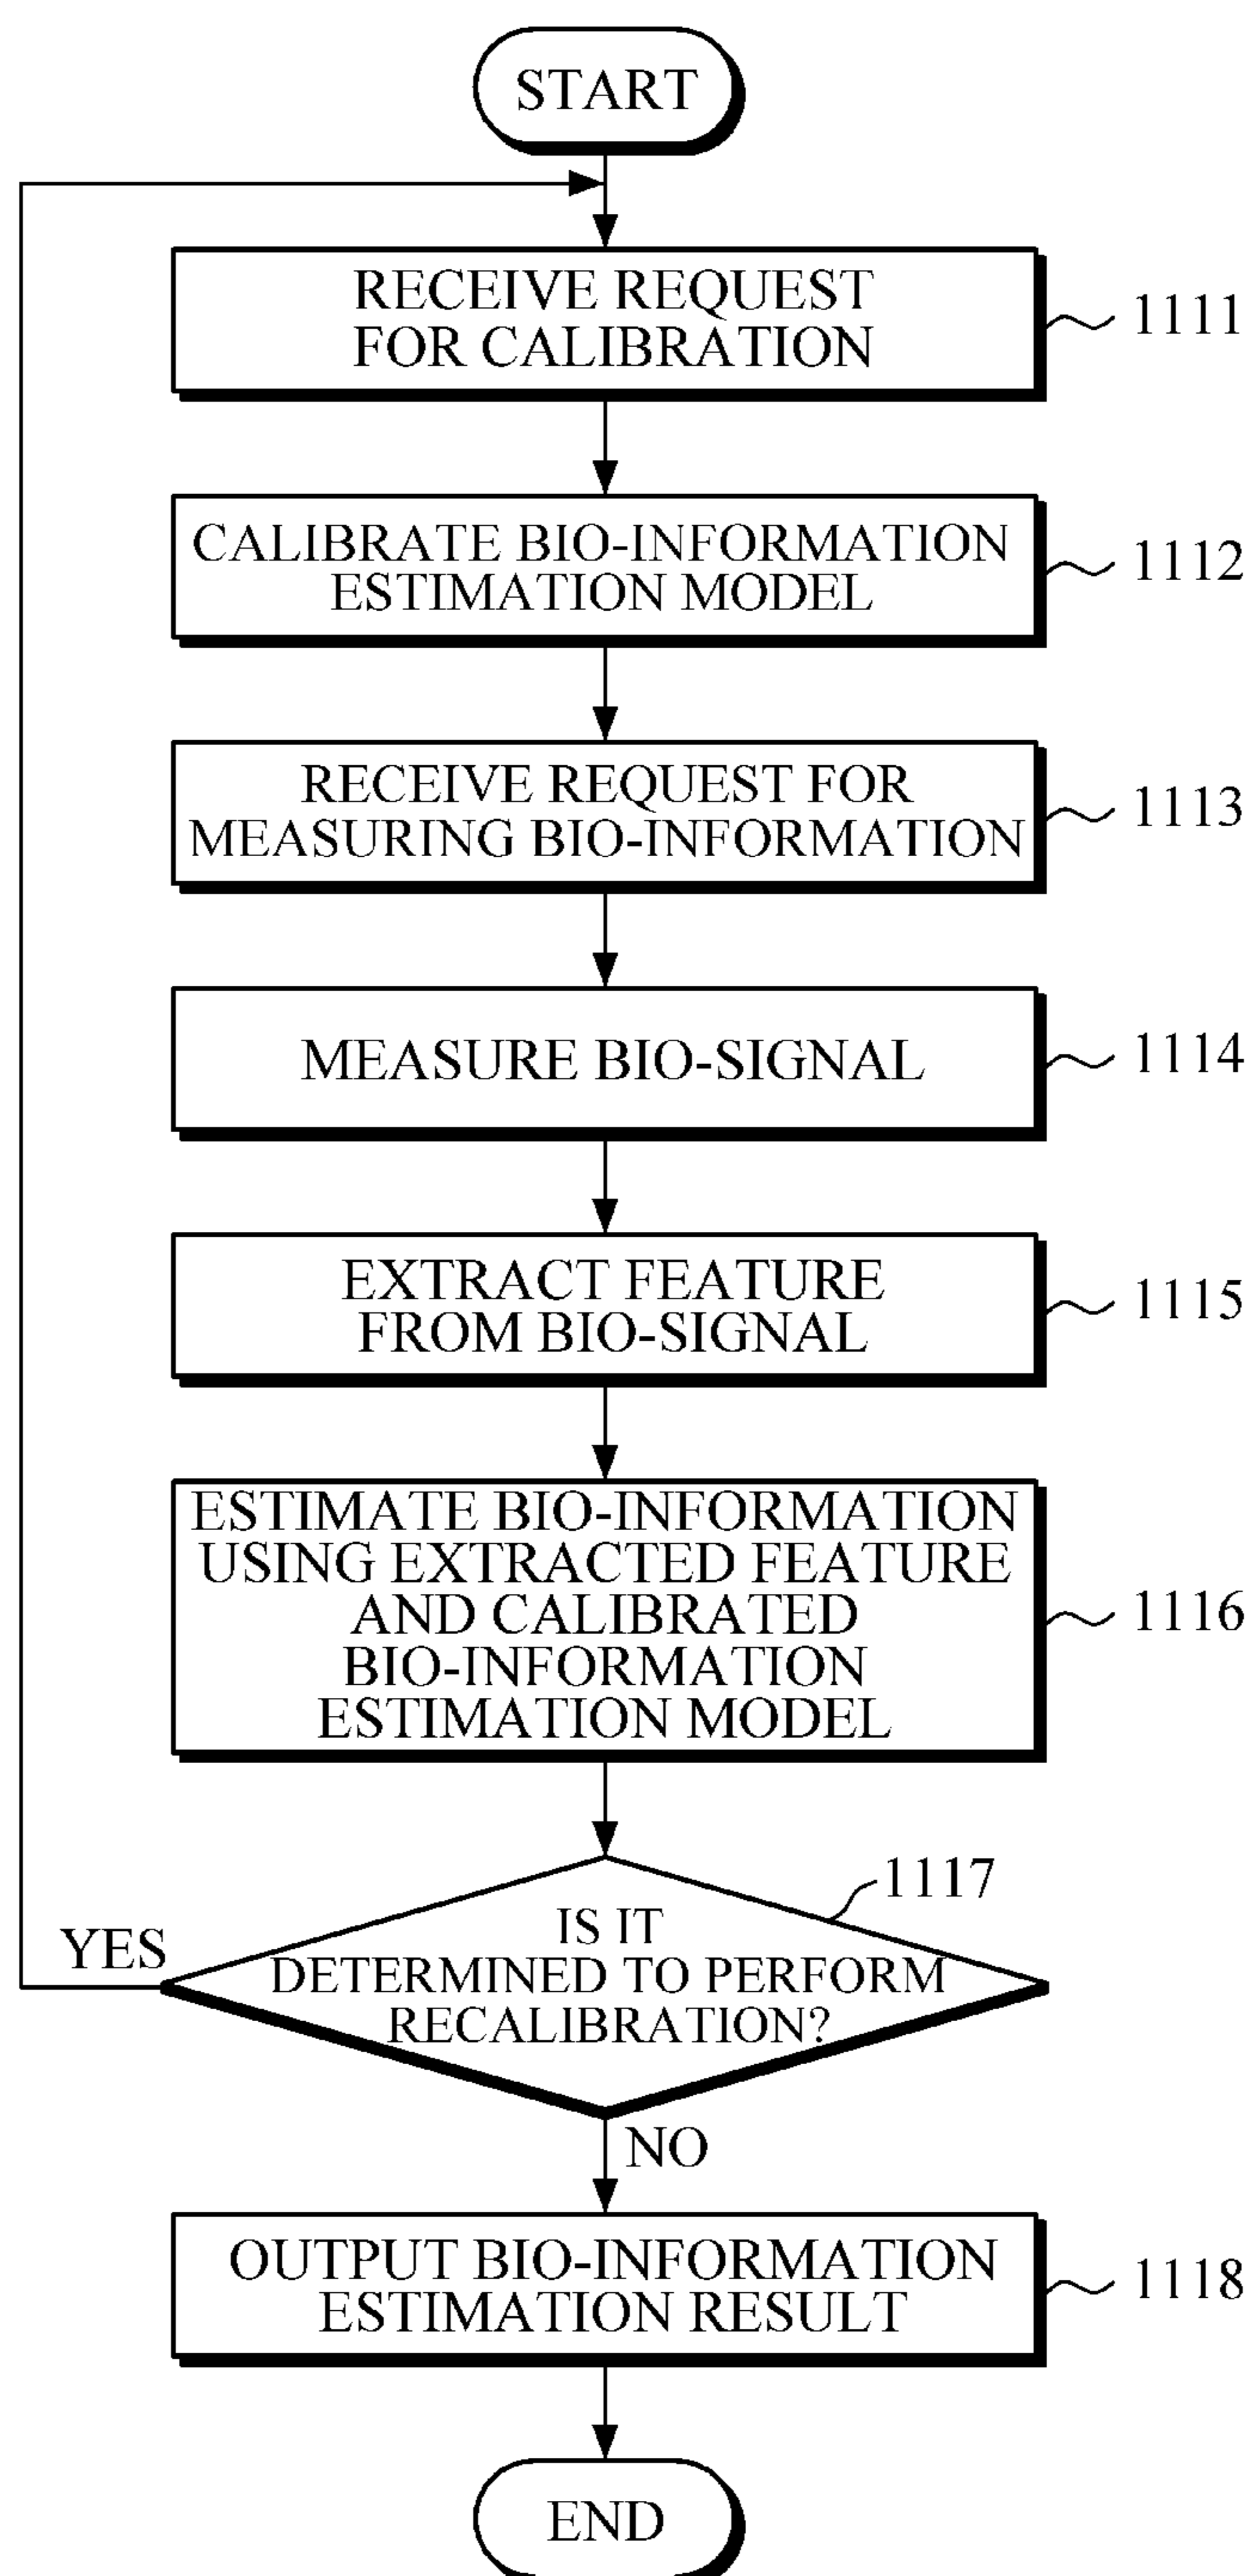 START
RECEIVE REQUEST
FOR CALIBRATION
1111
CALIBRATE BIO-INFORMATION
ESTIMATION MODEL
1112
RECEIVE REQUEST FOR
MEASURING BIO-INFORMATION
1113
MEASURE BIO-SIGNAL
1114
EXTRACT FEATURE
FROM BIO-SIGNAL
1115
ESTIMATE BIO-INFORMATION
USING EXTRACTED FEATURE
AND CALIBRATED
BIO-INFORMATION
ESTIMATION MODEL
1116
1117
YES
IS IT
DETERMINED TO PERFORM
RECALIBRATION?
NO
OUTPUT BIO-INFORMATION
ESTIMATION RESULT
1118
END